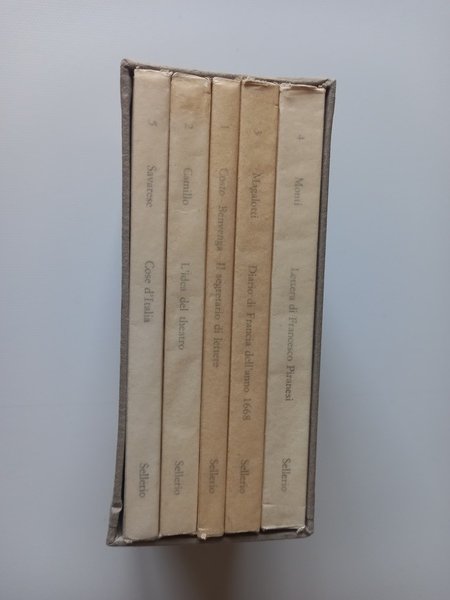 5 Savarese Cose d'Italia Sellerio
2 Camillo L'idea del theatro Sellerio
1 Costo Benvenga Il segretario di lettere Sellerio
3 Magalotti Diario di Francia dell'anno 1668 Sellerio
4 Monti Lettera di Francesco Piranesi Sellerio